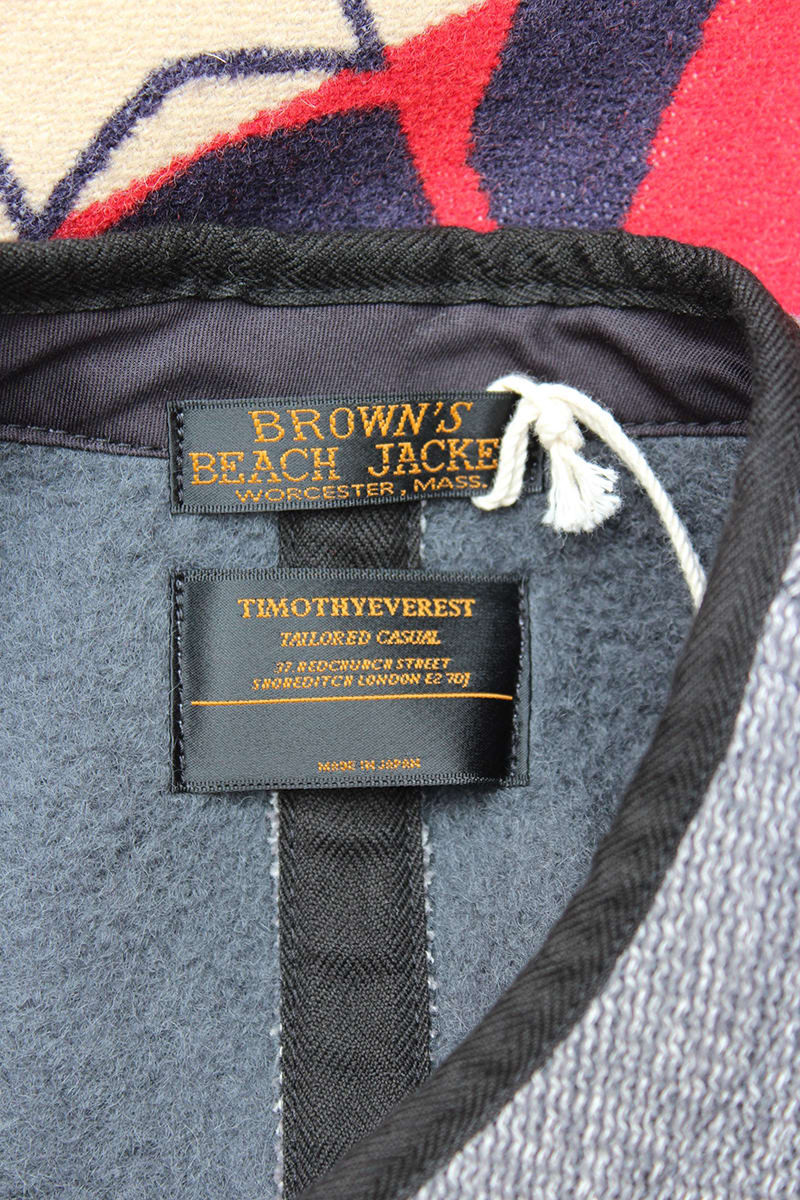 BROWN'S
BEACH JACKE
WORCESTER, MASS.
TIMOTHYEVEREST
TAILORED CASUAL
37 REDCHURCH STREET
SHOREDITCH LONDON E2 7DJ
MADE IN JAPAN